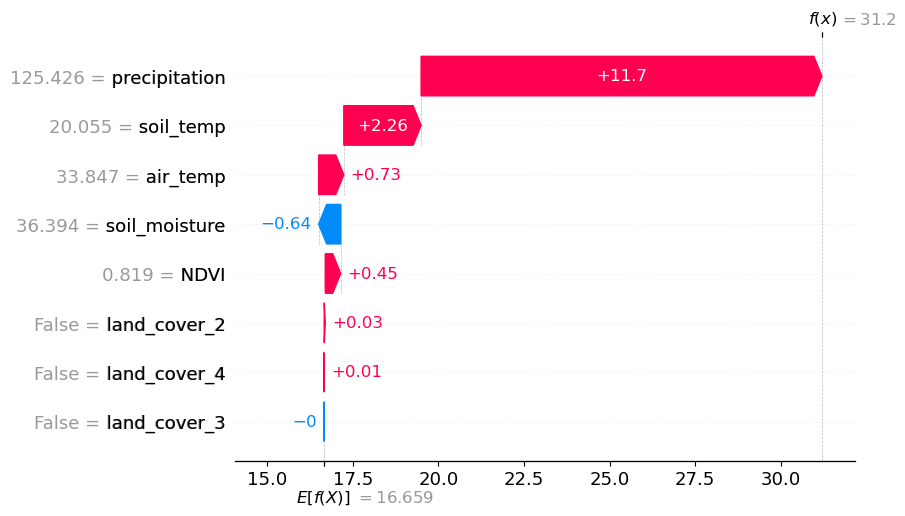 f(x) = 31.2
125.426 = precipitation +11.7
20.055 = soil_temp +2.26
33.847 = air_temp +0.73
36.394 = soil_moisture −0.64
0.819 = NDVI +0.45
False = land_cover_2 +0.03
False = land_cover_4 +0.01
False = land_cover_3 −0
15.0 17.5 20.0 22.5 25.0 27.5 30.0
E[f(X)] = 16.659